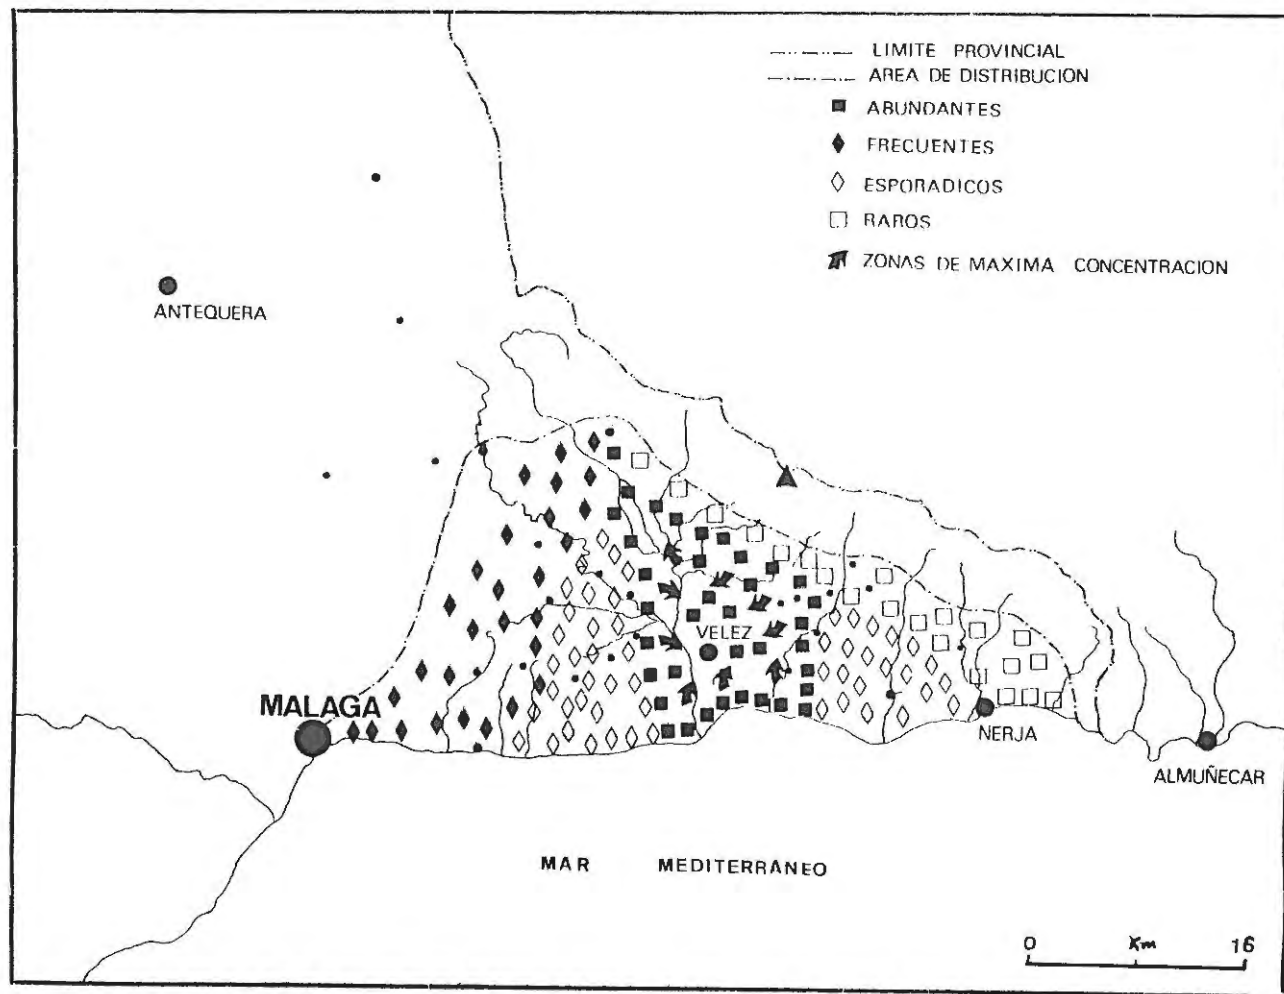 LIMITE PROVINCIAL
AREA DE DISTRIBUCION
ABUNDANTES
FRECUENTES
ESPORADICOS
RAROS
ZONAS DE MAXIMA CONCENTRACION
ANTEQUERA
VELEZ
MALAGA
NERJA
ALMUÑECAR
MAR MEDITERRANEO
0 Km 16